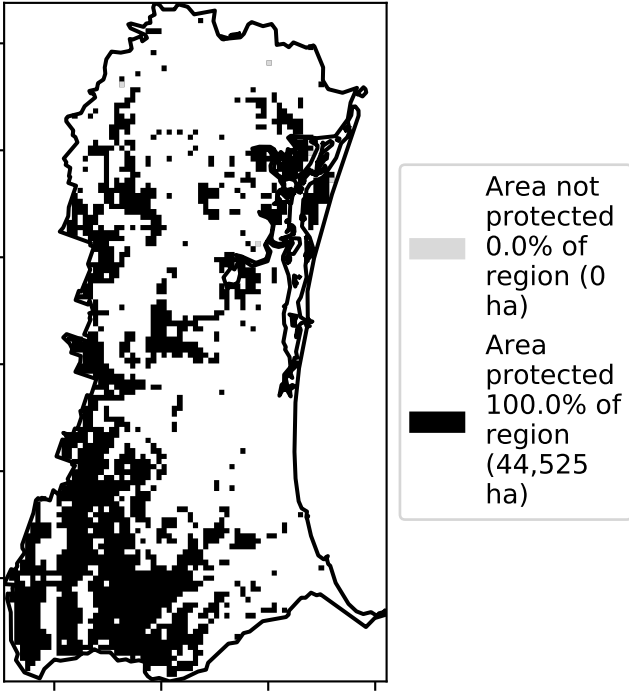 Area not
protected
0.0% of
region (0
ha)
Area
protected
100.0% of
region
(44,525
ha)